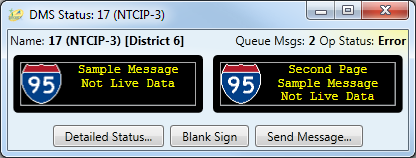 DMS Status: 17 (NTCIP-3)
Name: 17 (NTCIP-3) [District 6] Queue Msgs: 2 Op Status: Error
95
Sample Message
Not Live Data
95
Second Page
Sample Message
Not Live Data
Detailed Status... Blank Sign Send Message...